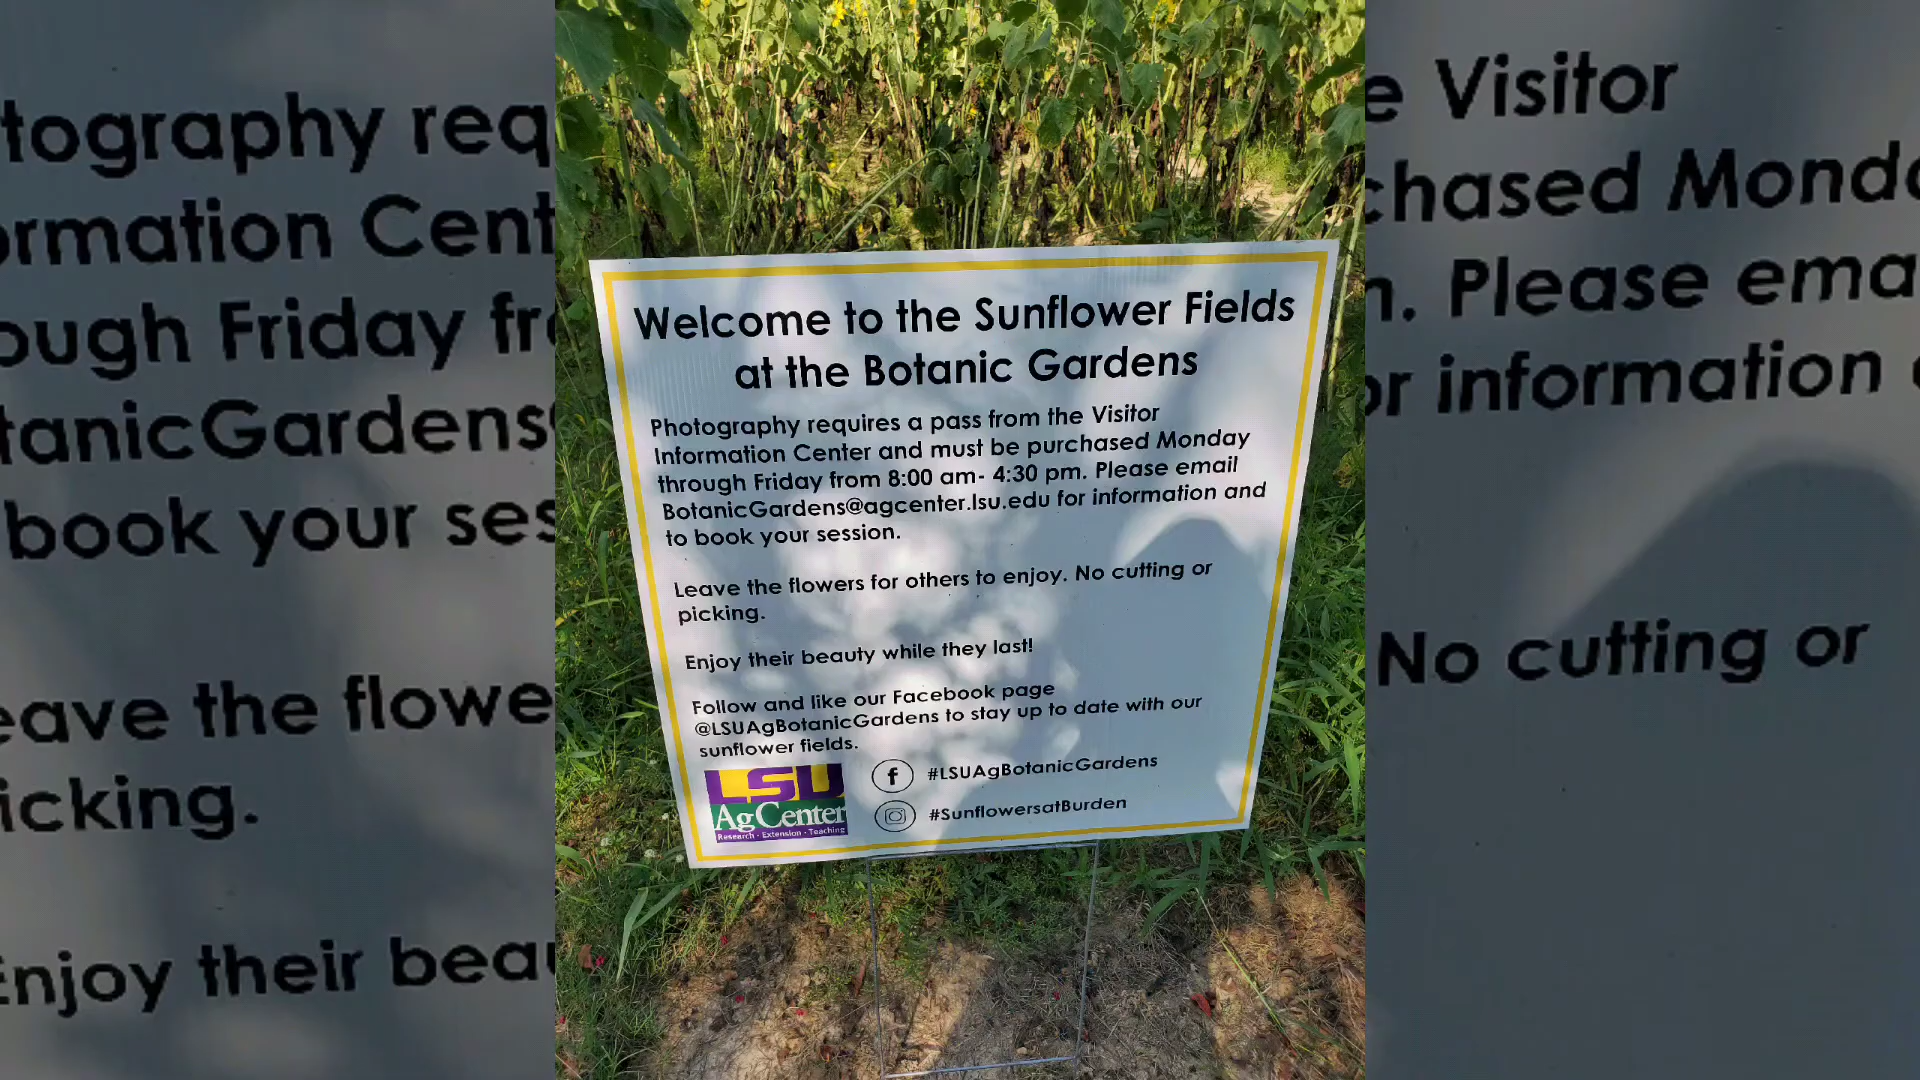 Welcome to the Sunflower Fields
at the Botanic Gardens
Photography requires a pass from the Visitor
Information Center and must be purchased Monday
through Friday from 8:00 am- 4:30 pm. Please email
BotanicGardens@agcenter.lsu.edu for information and
to book your session.
Leave the flowers for others to enjoy. No cutting or
picking.
Enjoy their beauty while they last!
Follow and like our Facebook page
@LSUAgBotanicGardens to stay up to date with our
sunflower fields.
LSU
AgCenter
Research · Extension · Teaching
f #LSUAgBotanicGardens
#SunflowersatBurden